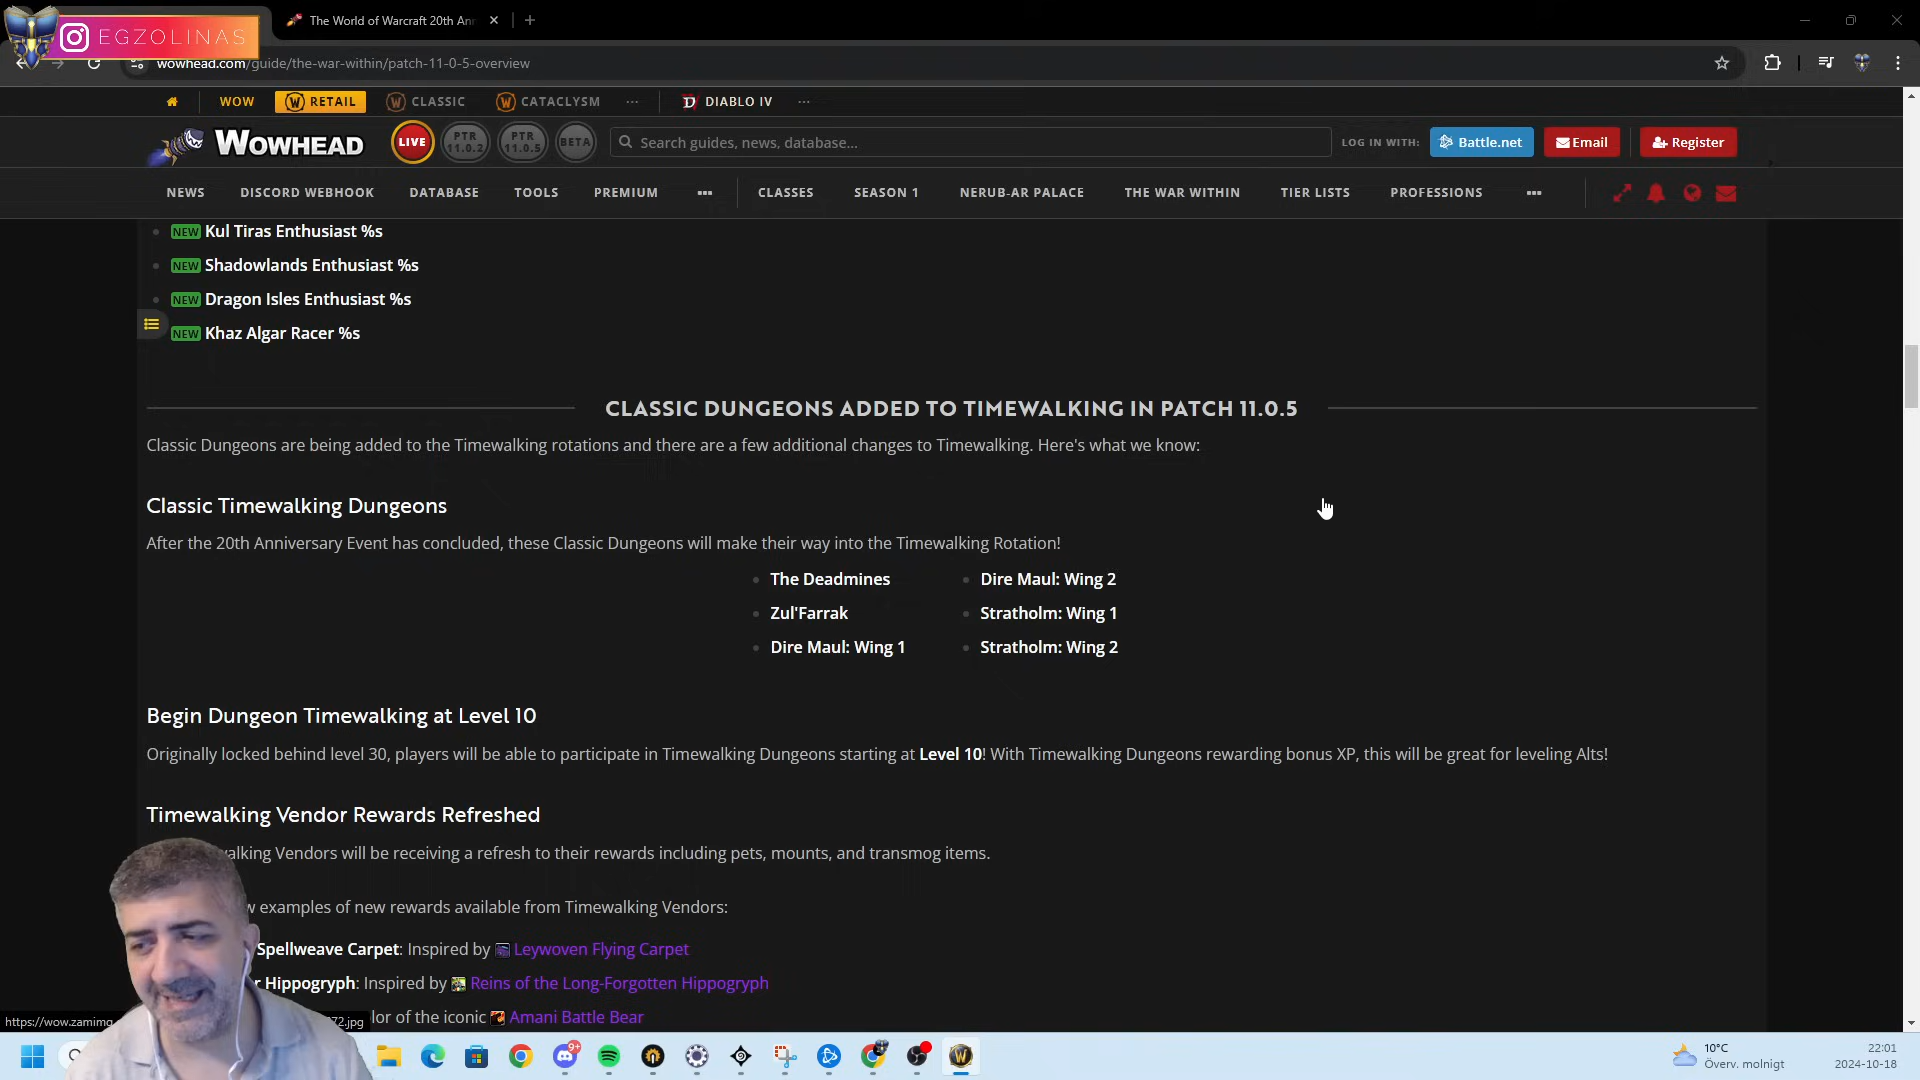 EGZOLINAS
The World of Warcraft 20th Ann
wowhead.com/guide/the-war-within/patch-11-0-5-overview
WOW
RETAIL
CLASSIC
CATACLYSM
DIABLO IV
WOWHEAD
LIVE
PTR 11.0.2
PTR 11.0.5
BETA
Search guides, news, database...
LOG IN WITH:
Battle.net
Email
Register
NEWS
DISCORD WEBHOOK
DATABASE
TOOLS
PREMIUM
CLASSES
SEASON 1
NERUB-AR PALACE
THE WAR WITHIN
TIER LISTS
PROFESSIONS
NEW Kul Tiras Enthusiast %s
NEW Shadowlands Enthusiast %s
NEW Dragon Isles Enthusiast %s
NEW Khaz Algar Racer %s
CLASSIC DUNGEONS ADDED TO TIMEWALKING IN PATCH 11.0.5
Classic Dungeons are being added to the Timewalking rotations and there are a few additional changes to Timewalking. Here's what we know:
Classic Timewalking Dungeons
After the 20th Anniversary Event has concluded, these Classic Dungeons will make their way into the Timewalking Rotation!
The Deadmines
Zul'Farrak
Dire Maul: Wing 1
Dire Maul: Wing 2
Stratholm: Wing 1
Stratholm: Wing 2
Begin Dungeon Timewalking at Level 10
Originally locked behind level 30, players will be able to participate in Timewalking Dungeons starting at Level 10! With Timewalking Dungeons rewarding bonus XP, this will be great for leveling Alts!
Timewalking Vendor Rewards Refreshed
walking Vendors will be receiving a refresh to their rewards including pets, mounts, and transmog items.
w examples of new rewards available from Timewalking Vendors:
Spellweave Carpet: Inspired by Leywoven Flying Carpet
r Hippogryph: Inspired by Reins of the Long-Forgotten Hippogryph
lor of the iconic Amani Battle Bear
https://wow.zamimg
72.jpg
9+
10°C
Överv. molnigt
22:01
2024-10-18